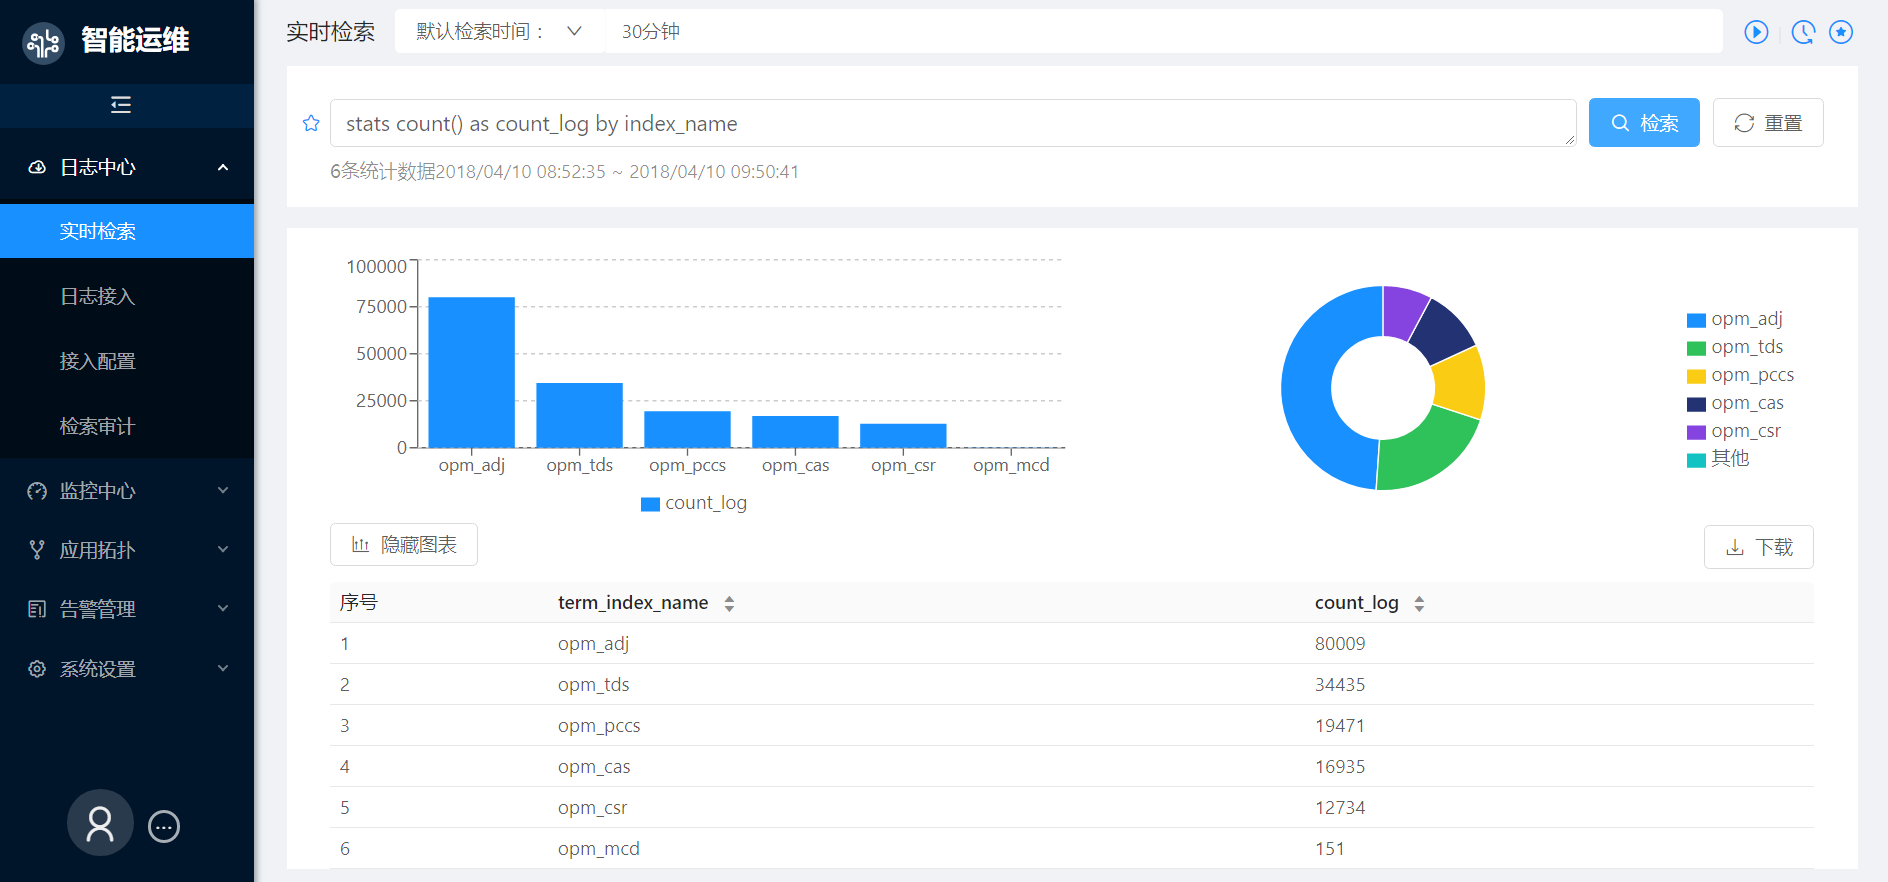 智能运维
日志中心
实时检索
日志接入
接入配置
检索审计
监控中心
应用拓扑
告警管理
系统设置
实时检索
默认检索时间：
30分钟
stats count() as count_log by index_name
检索
重置
6条统计数据2018/04/10 08:52:35 ~ 2018/04/10 09:50:41
100000
75000
50000
25000
0
opm_adj opm_tds opm_pccs opm_cas opm_csr opm_mcd
count_log
opm_adj
opm_tds
opm_pccs
opm_cas
opm_csr
其他
隐藏图表
下载
序号 term_index_name count_log
1 opm_adj 80009
2 opm_tds 34435
3 opm_pccs 19471
4 opm_cas 16935
5 opm_csr 12734
6 opm_mcd 151